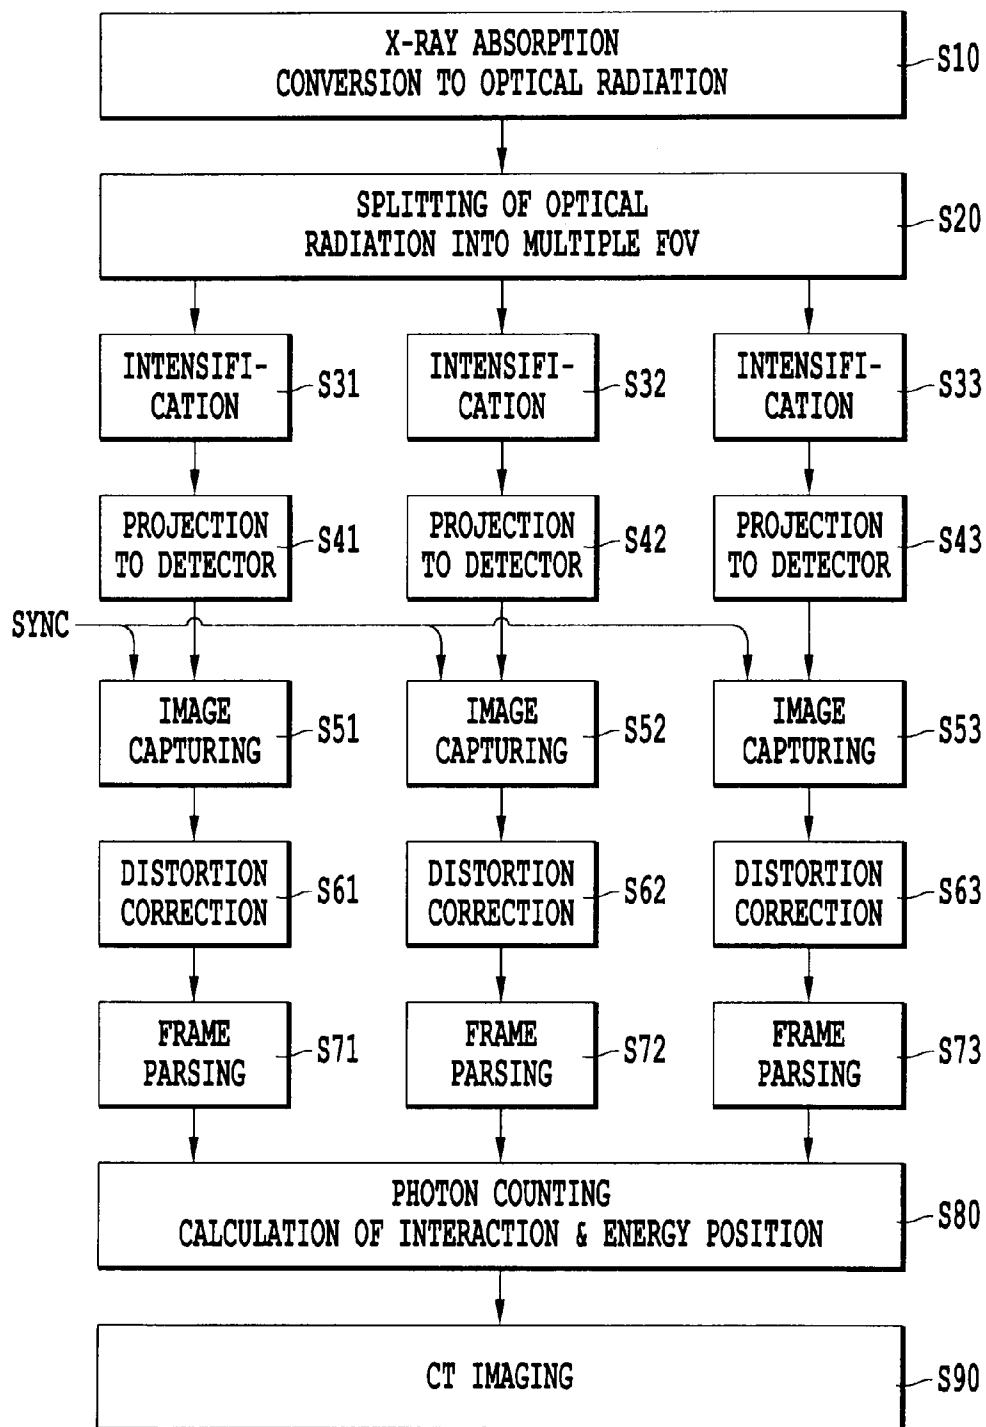 X-RAY ABSORPTION
CONVERSION TO OPTICAL RADIATION
S10
SPLITTING OF OPTICAL
RADIATION INTO MULTIPLE FOV
S20
INTENSIFI-
CATION
S31
INTENSIFI-
CATION
S32
INTENSIFI-
CATION
S33
PROJECTION
TO DETECTOR
S41
PROJECTION
TO DETECTOR
S42
PROJECTION
TO DETECTOR
S43
SYNC
IMAGE
CAPTURING
S51
IMAGE
CAPTURING
S52
IMAGE
CAPTURING
S53
DISTORTION
CORRECTION
S61
DISTORTION
CORRECTION
S62
DISTORTION
CORRECTION
S63
FRAME
PARSING
S71
FRAME
PARSING
S72
FRAME
PARSING
S73
PHOTON COUNTING
CALCULATION OF INTERACTION & ENERGY POSITION
S80
CT IMAGING
S90